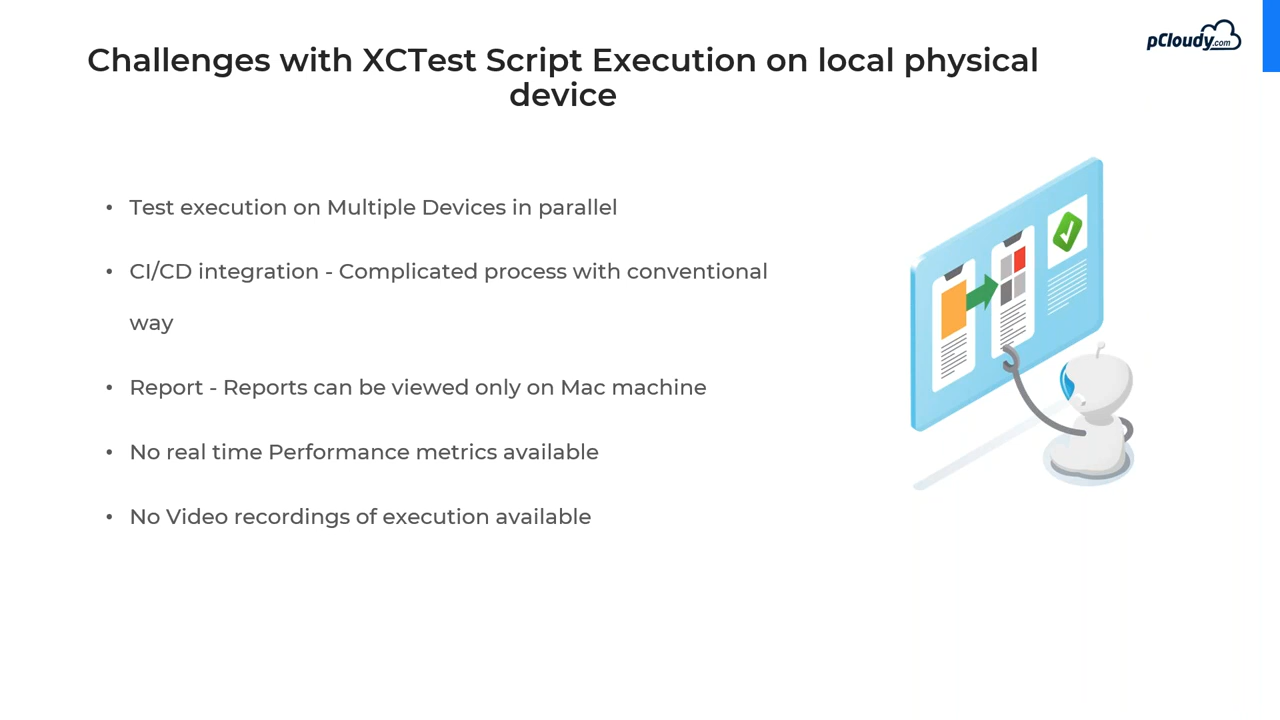 Challenges with XCTest Script Execution on local physical
device
pCloudy.com
• Test execution on Multiple Devices in parallel
• CI/CD integration - Complicated process with conventional
way
• Report - Reports can be viewed only on Mac machine
• No real time Performance metrics available
• No Video recordings of execution available